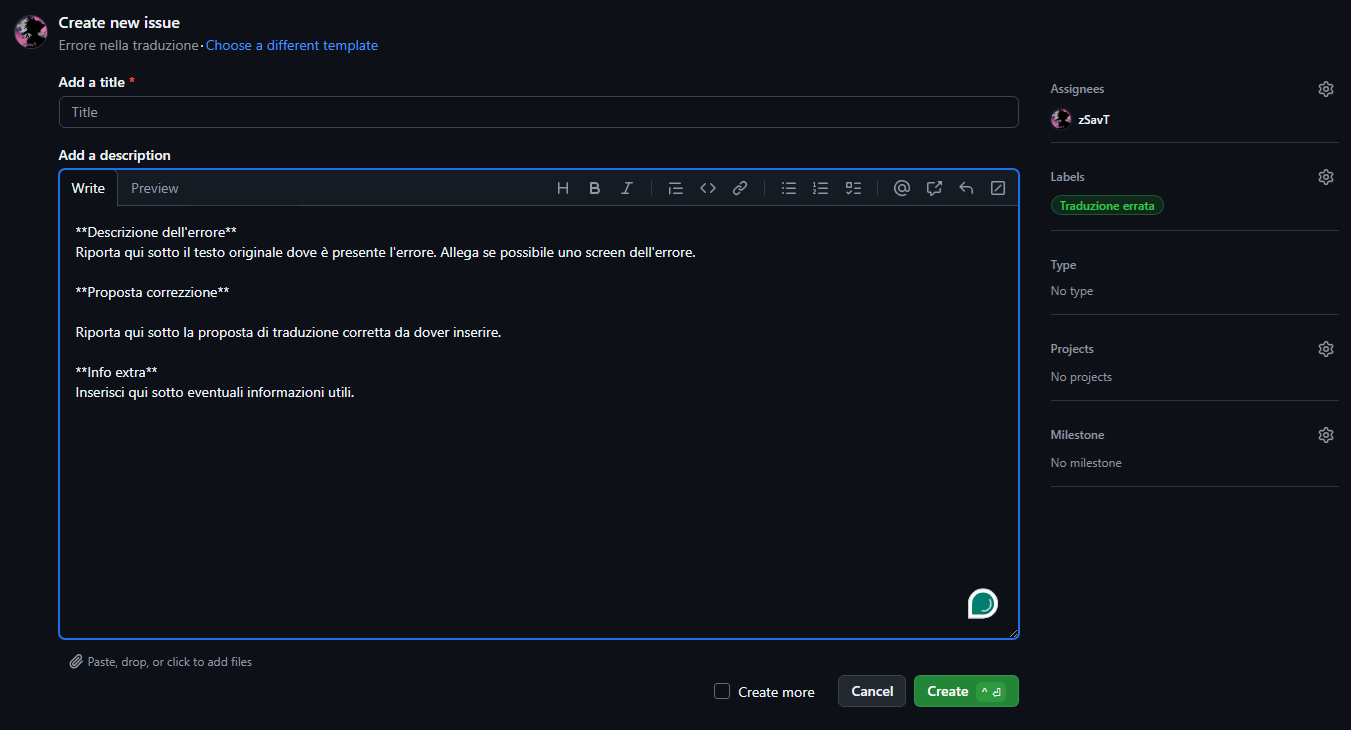 Create new issue
Errore nella traduzione · Choose a different template
Add a title *
Title
Add a description
Write Preview
**Descrizione dell'errore**
Riporta qui sotto il testo originale dove è presente l'errore. Allega se possibile uno screen dell'errore.
**Proposta correzzione**
Riporta qui sotto la proposta di traduzione corretta da dover inserire.
**Info extra**
Inserisci qui sotto eventuali informazioni utili.
Paste, drop, or click to add files
Create more
Cancel
Create
Assignees
zSavT
Labels
Traduzione errata
Type
No type
Projects
No projects
Milestone
No milestone